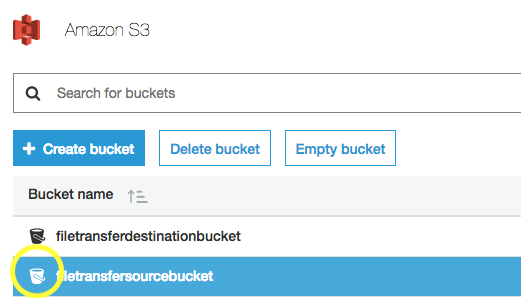 Amazon S3
Search for buckets
+ Create bucket Delete bucket Empty bucket
Bucket name
filetransferdestinationbucket
filetransfersourcebucket